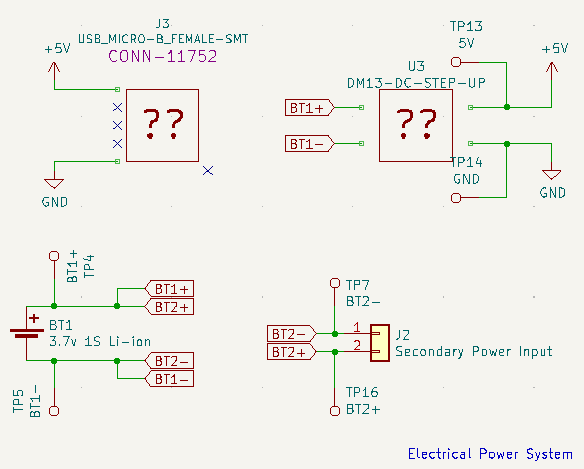 J3
USB_MICRO-B_FEMALE-SMT
CONN-11752
+5V
??
GND
TP13
5V
+5V
U3
DM13-DC-STEP-UP
BT1+
BT1-
??
TP14
GND
GND
BT1+
TP4
BT1+
BT2+
+
BT1
3.7v 1S Li-ion
BT2-
BT1-
TP5
BT1-
TP7
BT2-
BT2-
BT2+
1
2
J2
Secondary Power Input
TP16
BT2+
Electrical Power System